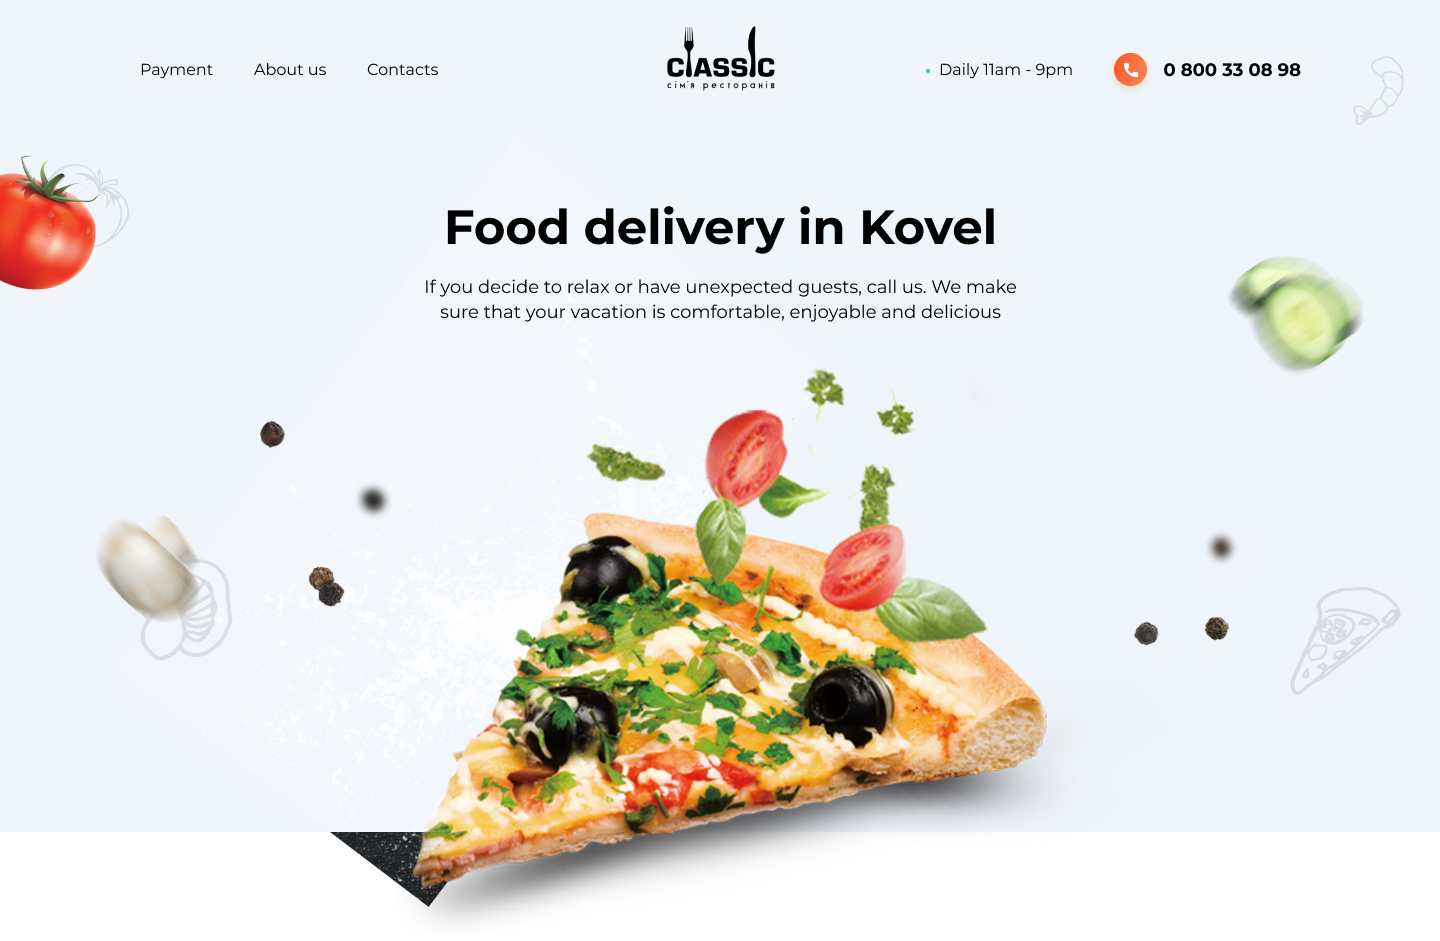 Payment About us Contacts
CLASSIC
сім'я ресторанів
Daily 11am - 9pm
0 800 33 08 98
Food delivery in Kovel
If you decide to relax or have unexpected guests, call us. We make
sure that your vacation is comfortable, enjoyable and delicious